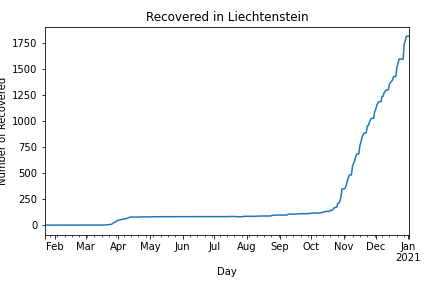 Recovered in Liechtenstein
Number of Recovered
1750
1500
1250
1000
750
500
250
0
Feb Mar Apr May Jun Jul Aug Sep Oct Nov Dec Jan
2021
Day